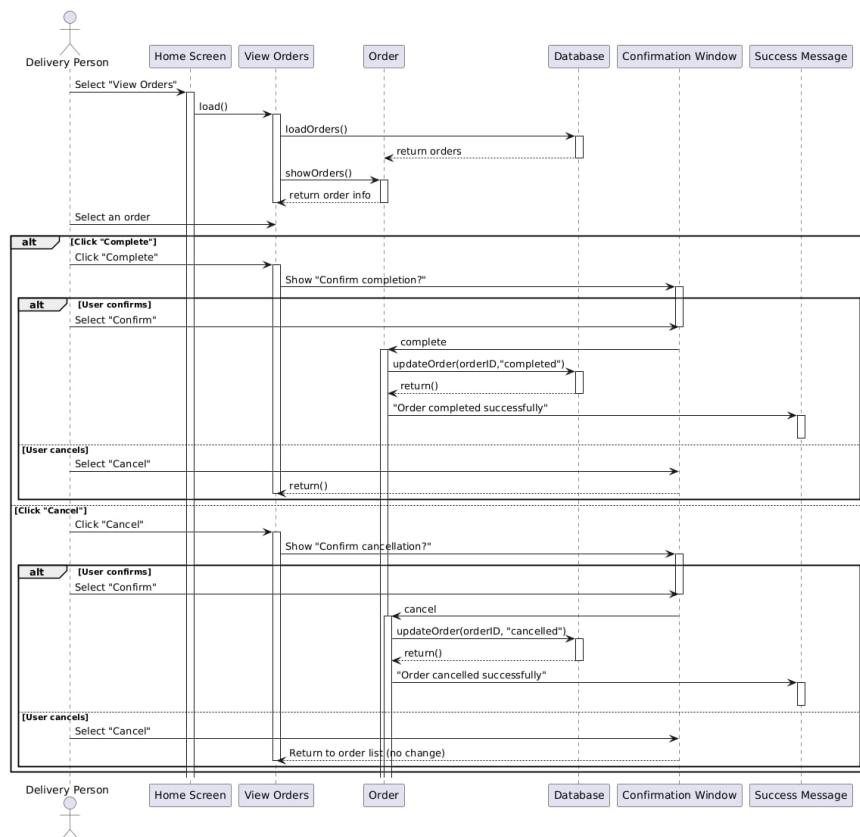 Delivery Person
Home Screen
View Orders
Order
Database
Confirmation Window
Success Message
Select "View Orders"
load()
loadOrders()
return orders
showOrders()
return order info
Select an order
alt [Click "Complete"]
Click "Complete"
Show "Confirm completion?"
alt [User confirms]
Select "Confirm"
complete
updateOrder(orderID,"completed")
return()
"Order completed successfully"
[User cancels]
Select "Cancel"
return()
[Click "Cancel"]
Click "Cancel"
Show "Confirm cancellation?"
alt [User confirms]
Select "Confirm"
cancel
updateOrder(orderID, "cancelled")
return()
"Order cancelled successfully"
[User cancels]
Select "Cancel"
Return to order list (no change)
Delivery Person
Home Screen
View Orders
Order
Database
Confirmation Window
Success Message